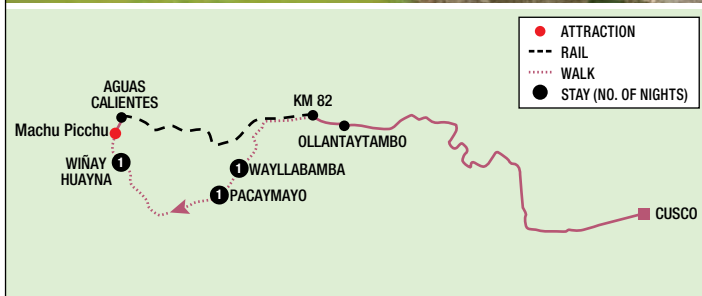 ATTRACTION
RAIL
WALK
STAY (NO. OF NIGHTS)
AGUAS
CALIENTES
KM 82
Machu Picchu
OLLANTAYTAMBO
WIÑAY
HUAYNA
1
1
WAYLLABAMBA
1
PACAYMAYO
CUSCO